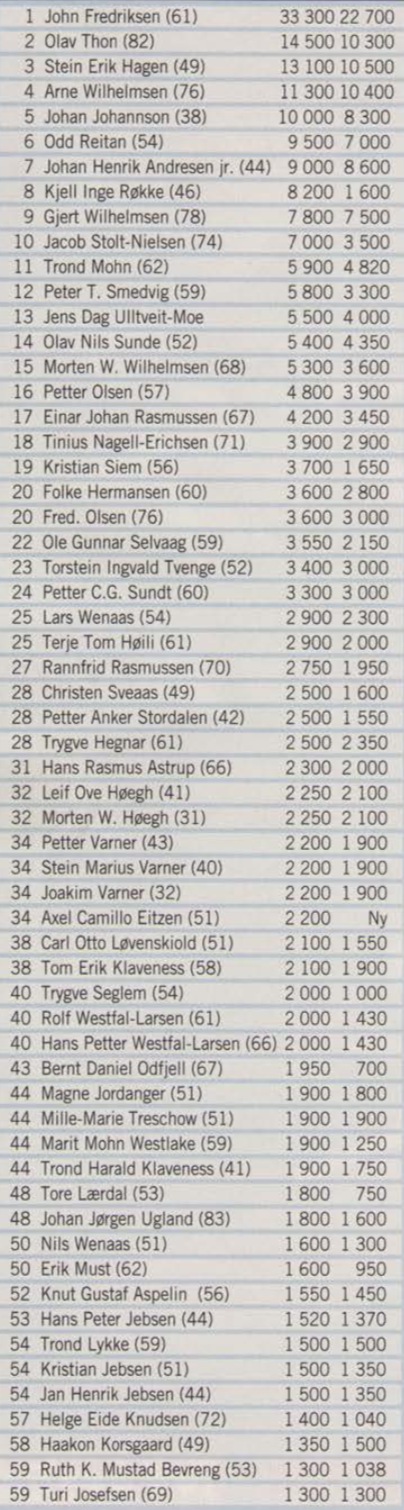 1 John Fredriksen (61) 33 300 22 700
2 Olav Thon (82) 14 500 10 300
3 Stein Erik Hagen (49) 13 100 10 500
4 Arne Wilhelmsen (76) 11 300 10 400
5 Johan Johannson (38) 10 000 8 300
6 Odd Reitan (54) 9 500 7 000
7 Johan Henrik Andresen jr. (44) 9 000 8 600
8 Kjell Inge Røkke (46) 8 200 1 600
9 Gjert Wilhelmsen (78) 7 800 7 500
10 Jacob Stolt-Nielsen (74) 7 000 3 500
11 Trond Mohn (62) 5 900 4 820
12 Peter T. Smedvig (59) 5 800 3 300
13 Jens Dag Ulltveit-Moe 5 500 4 000
14 Olav Nils Sunde (52) 5 400 4 350
15 Morten W. Wilhelmsen (68) 5 300 3 600
16 Petter Olsen (57) 4 800 3 900
17 Einar Johan Rasmussen (67) 4 200 3 450
18 Tinius Nagell-Erichsen (71) 3 900 2 900
19 Kristian Siem (56) 3 700 1 650
20 Folke Hermansen (60) 3 600 2 800
20 Fred. Olsen (76) 3 600 3 000
22 Ole Gunnar Selvaag (59) 3 550 2 150
23 Torstein Ingvald Tvenge (52) 3 400 3 000
24 Petter C.G. Sundt (60) 3 300 3 000
25 Lars Wenaas (54) 2 900 2 300
25 Terje Tom Høili (61) 2 900 2 000
27 Rannfrid Rasmussen (70) 2 750 1 950
28 Christen Sveaas (49) 2 500 1 600
28 Petter Anker Stordalen (42) 2 500 1 550
28 Trygve Hegnar (61) 2 500 2 350
31 Hans Rasmus Astrup (66) 2 300 2 000
32 Leif Ove Høegh (41) 2 250 2 100
32 Morten W. Høegh (31) 2 250 2 100
34 Petter Varner (43) 2 200 1 900
34 Stein Marius Varner (40) 2 200 1 900
34 Joakim Varner (32) 2 200 1 900
34 Axel Camillo Eitzen (51) 2 200 Ny
38 Carl Otto Løvenskiold (51) 2 100 1 550
38 Tom Erik Klaveness (58) 2 100 1 900
40 Trygve Seglem (54) 2 000 1 000
40 Rolf Westfal-Larsen (61) 2 000 1 430
40 Hans Petter Westfal-Larsen (66) 2 000 1 430
43 Bernt Daniel Odfjell (67) 1 950 700
44 Magne Jordanger (51) 1 900 1 800
44 Mille-Marie Treschow (51) 1 900 1 900
44 Marit Mohn Westlake (59) 1 900 1 250
44 Trond Harald Klaveness (41) 1 900 1 750
48 Tore Lærdal (53) 1 800 750
48 Johan Jørgen Ugland (83) 1 800 1 600
50 Nils Wenaas (51) 1 600 1 300
50 Erik Must (62) 1 600 950
52 Knut Gustaf Aspelin (56) 1 550 1 450
53 Hans Peter Jebsen (44) 1 520 1 370
54 Trond Lykke (59) 1 500 1 500
54 Kristian Jebsen (51) 1 500 1 350
54 Jan Henrik Jebsen (44) 1 500 1 350
57 Helge Eide Knudsen (72) 1 400 1 040
58 Haakon Korsgaard (49) 1 350 1 500
59 Ruth K. Mustad Bevreng (53) 1 300 1 038
59 Turi Josefsen (69) 1 300 1 300